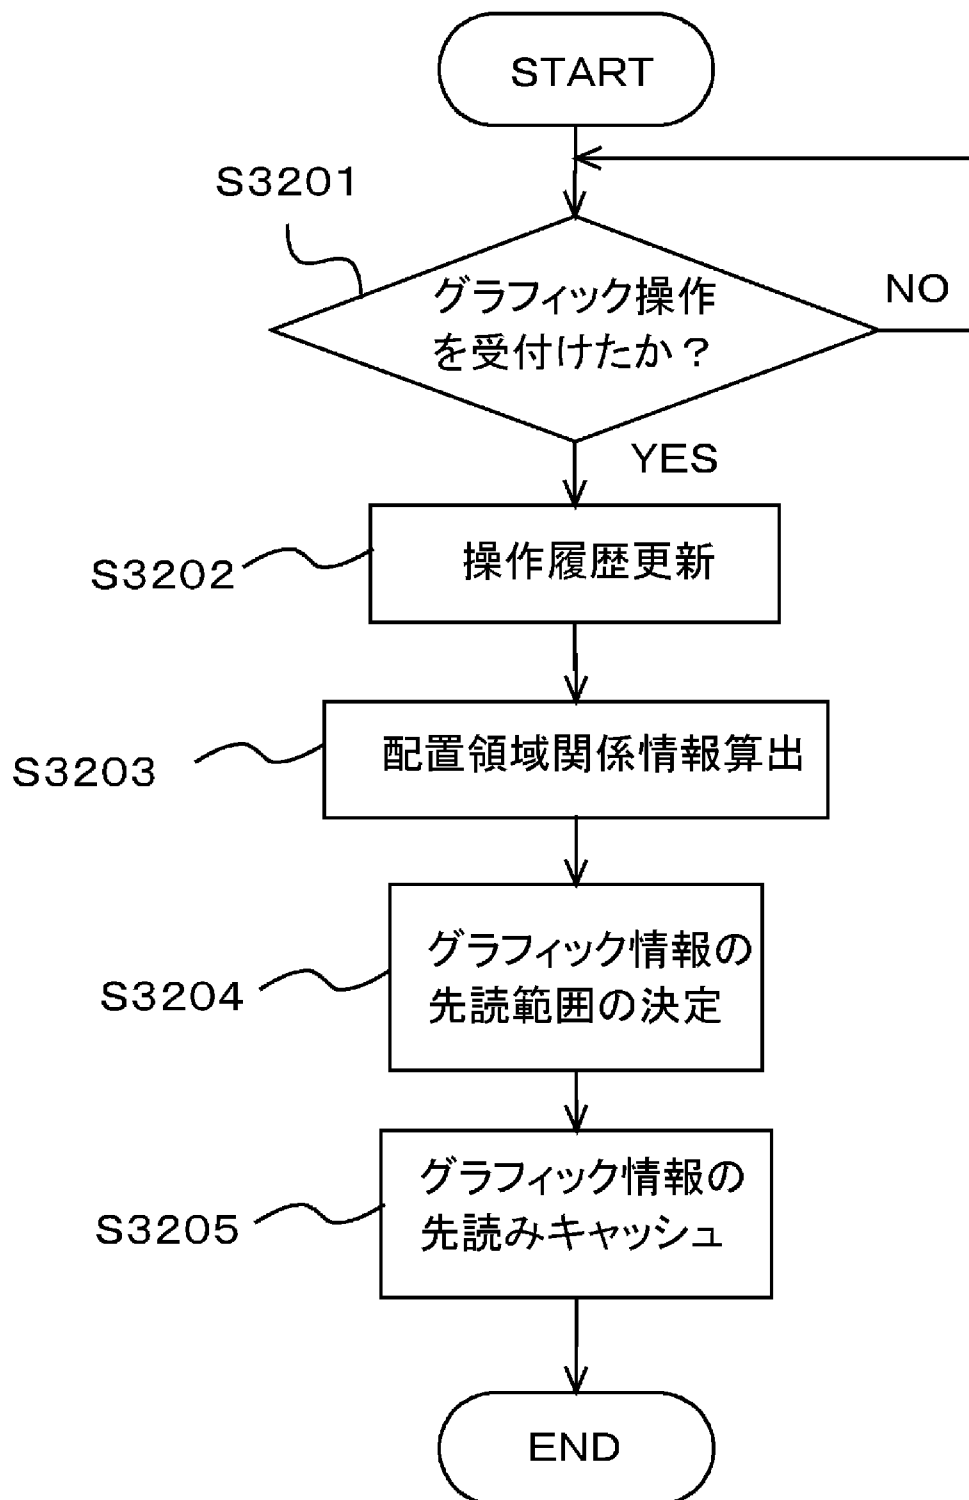 START
S3201
グラフィック操作
を受付けたか？
NO
YES
S3202
操作履歴更新
S3203
配置領域関係情報算出
S3204
グラフィック情報の
先読範囲の決定
S3205
グラフィック情報の
先読みキャッシュ
END